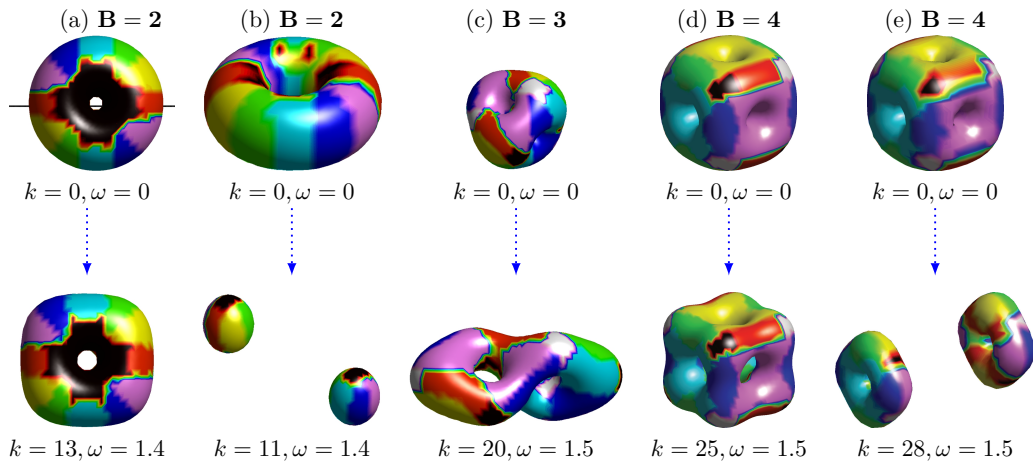 (a) B = 2 (b) B = 2 (c) B = 3 (d) B = 4 (e) B = 4
k = 0, ω = 0 k = 0, ω = 0 k = 0, ω = 0 k = 0, ω = 0 k = 0, ω = 0
k = 13, ω = 1.4 k = 11, ω = 1.4 k = 20, ω = 1.5 k = 25, ω = 1.5 k = 28, ω = 1.5